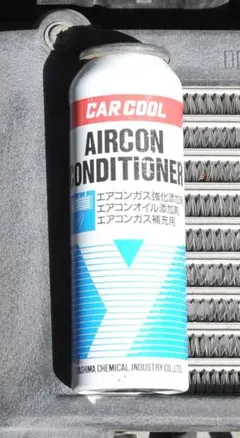 CAR COOL
AIRCON
CONDITIONER
エアコンガス強化添加剤
エアコンオイル添加剤
エアコンガス補充用
YASHIMA CHEMICAL INDUSTRY CO.,LTD.